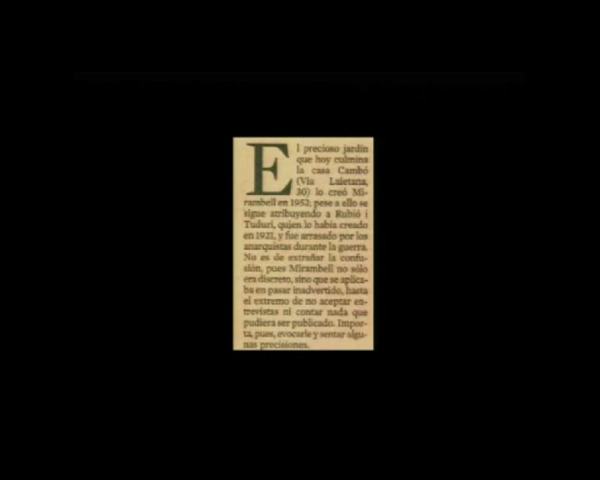 El precioso jardín
que hoy culmina
la casa Cambó
(Via Laietana,
30) lo creó Mi-
rambell en 1952; pese a ello se
sigue atribuyendo a Rubió i
Tudurí, quien lo había creado
en 1921, y fue arrasado por los
anarquistas durante la guerra.
No es de extrañar la confu-
sión, pues Mirambell no sólo
era discreto, sino que se aplica-
ba en pasar inadvertido, hasta
el extremo de no aceptar en-
trevistas ni contar nada que
pudiera ser publicado. Impor-
ta, pues, evocarle y sentar algu-
nas precisiones.